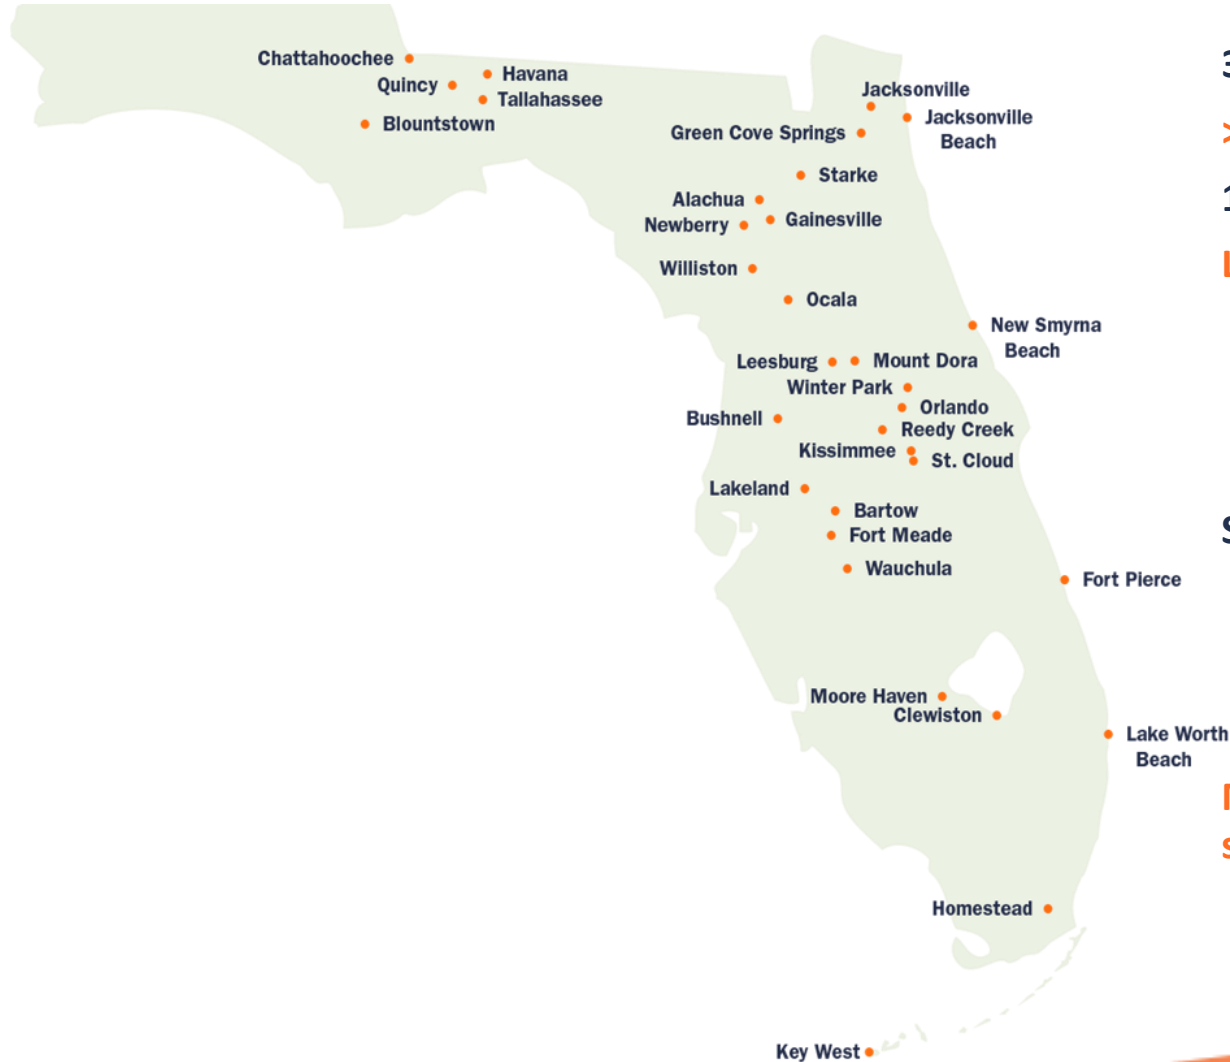 Chattahoochee
Havana
Quincy
Tallahassee
Blountstown
Jacksonville
Jacksonville
Beach
Green Cove Springs
Starke
Alachua
Gainesville
Newberry
Williston
Ocala
New Smyrna
Beach
Leesburg
Mount Dora
Winter Park
Orlando
Bushnell
Reedy Creek
Kissimmee
St. Cloud
Lakeland
Bartow
Fort Meade
Wauchula
Fort Pierce
Moore Haven
Clewiston
Lake Worth
Beach
Homestead
Key West